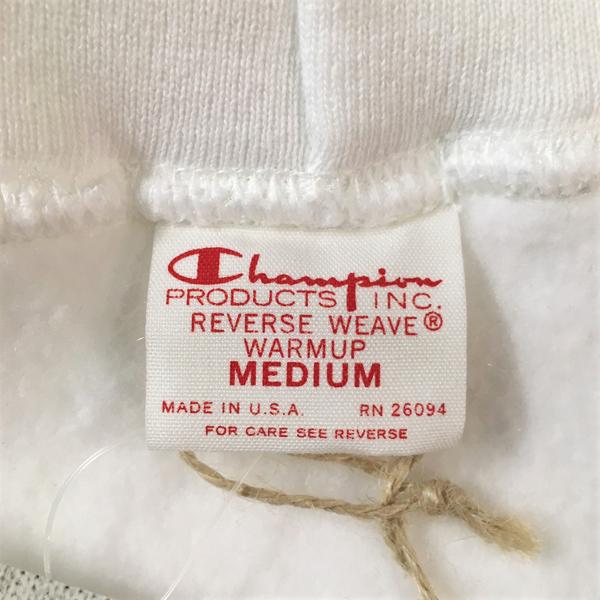 Champion
PRODUCTS INC.
REVERSE WEAVE®
WARMUP
MEDIUM
MADE IN U.S.A. RN 26094
FOR CARE SEE REVERSE